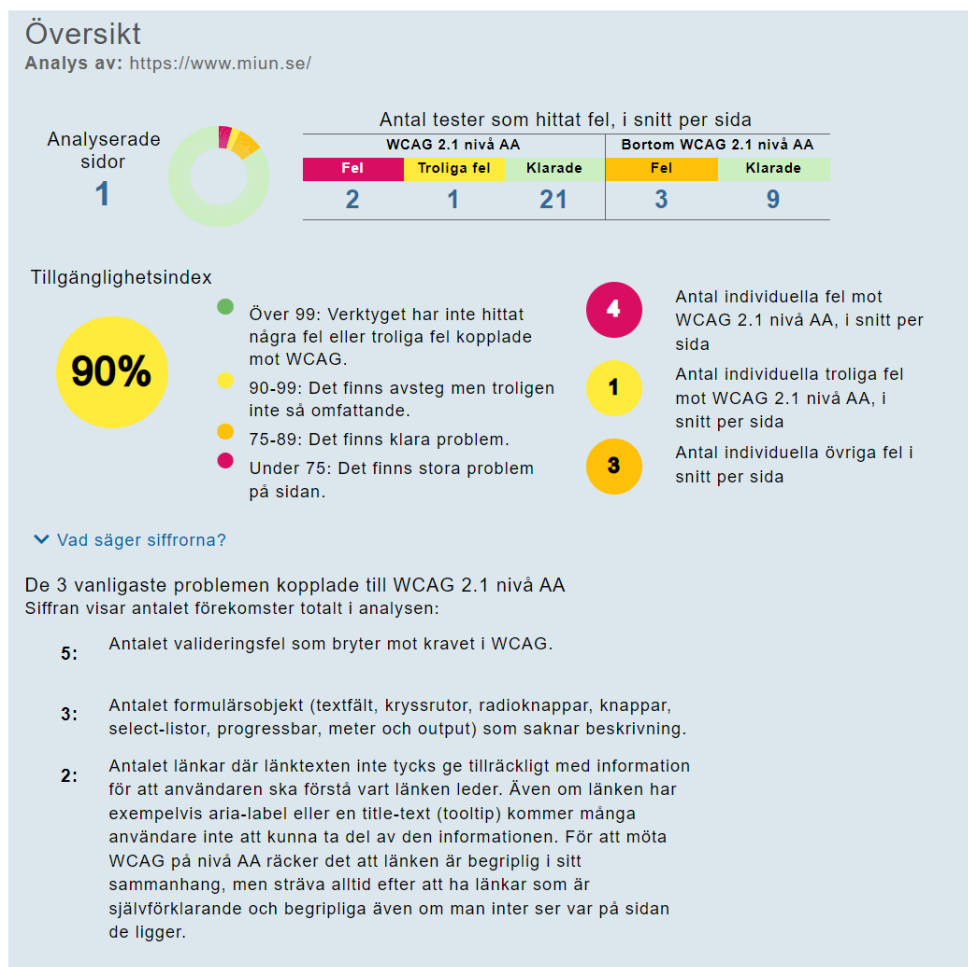 Översikt
Analys av: https://www.miun.se/
Analyserade
sidor
1
Antal tester som hittat fel, i snitt per sida
WCAG 2.1 nivå AA
Bortom WCAG 2.1 nivå AA
Fel
Troliga fel
Klarade
Fel
Klarade
2
1
21
3
9
Tillgänglighetsindex
90%
Över 99: Verktyget har inte hittat
några fel eller troliga fel kopplade
mot WCAG.
90-99: Det finns avsteg men troligen
inte så omfattande.
75-89: Det finns klara problem.
Under 75: Det finns stora problem
på sidan.
4
Antal individuella fel mot
WCAG 2.1 nivå AA, i snitt per
sida
1
Antal individuella troliga fel
mot WCAG 2.1 nivå AA, i
snitt per sida
3
Antal individuella övriga fel i
snitt per sida
Vad säger siffrorna?
De 3 vanligaste problemen kopplade till WCAG 2.1 nivå AA
Siffran visar antalet förekomster totalt i analysen:
5:
Antalet valideringsfel som bryter mot kravet i WCAG.
3:
Antalet formulärsobjekt (textfält, kryssrutor, radioknappar, knappar,
select-listor, progressbar, meter och output) som saknar beskrivning.
2:
Antalet länkar där länktexten inte tycks ge tillräckligt med information
för att användaren ska förstå vart länken leder. Även om länken har
exempelvis aria-label eller en title-text (tooltip) kommer många
användare inte att kunna ta del av den informationen. För att möta
WCAG på nivå AA räcker det att länken är begriplig i sitt
sammanhang, men sträva alltid efter att ha länkar som är
självförklarande och begripliga även om man inter ser var på sidan
de ligger.